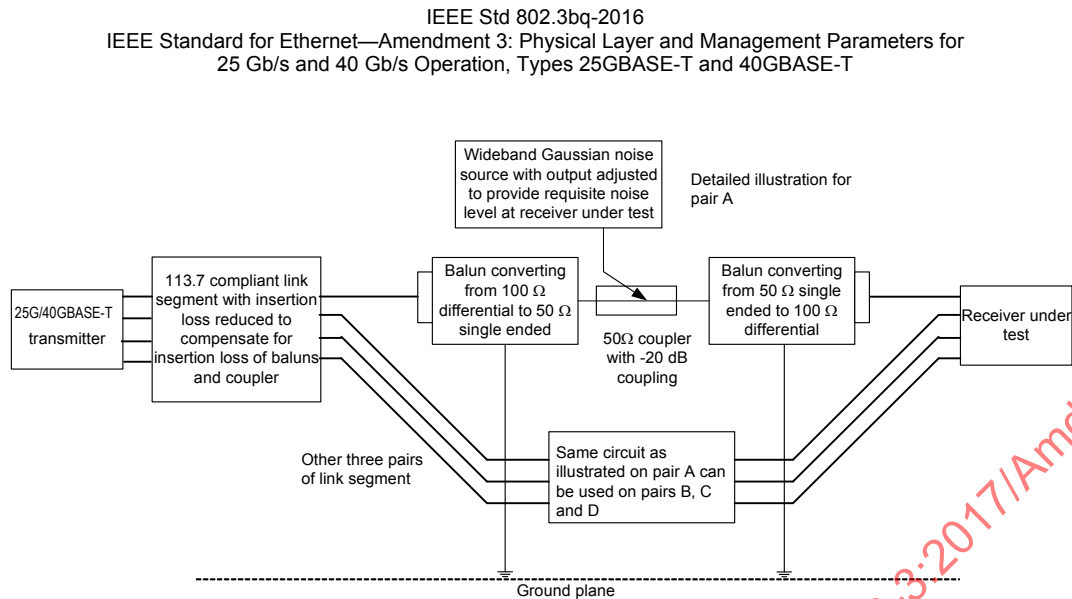 IEEE Std 802.3bq-2016
IEEE Standard for Ethernet—Amendment 3: Physical Layer and Management Parameters for
25 Gb/s and 40 Gb/s Operation, Types 25GBASE-T and 40GBASE-T
Wideband Gaussian noise
source with output adjusted
to provide requisite noise
level at receiver under test
Detailed illustration for
pair A
25G/40GBASE-T
transmitter
113.7 compliant link
segment with insertion
loss reduced to
compensate for
insertion loss of baluns
and coupler
Balun converting
from 100 Ω
differential to 50 Ω
single ended
50Ω coupler
with -20 dB
coupling
Balun converting
from 50 Ω single
ended to 100 Ω
differential
Receiver under
test
Other three pairs
of link segment
Same circuit as
illustrated on pair A can
be used on pairs B, C
and D
Ground plane
.3:2017/Amd